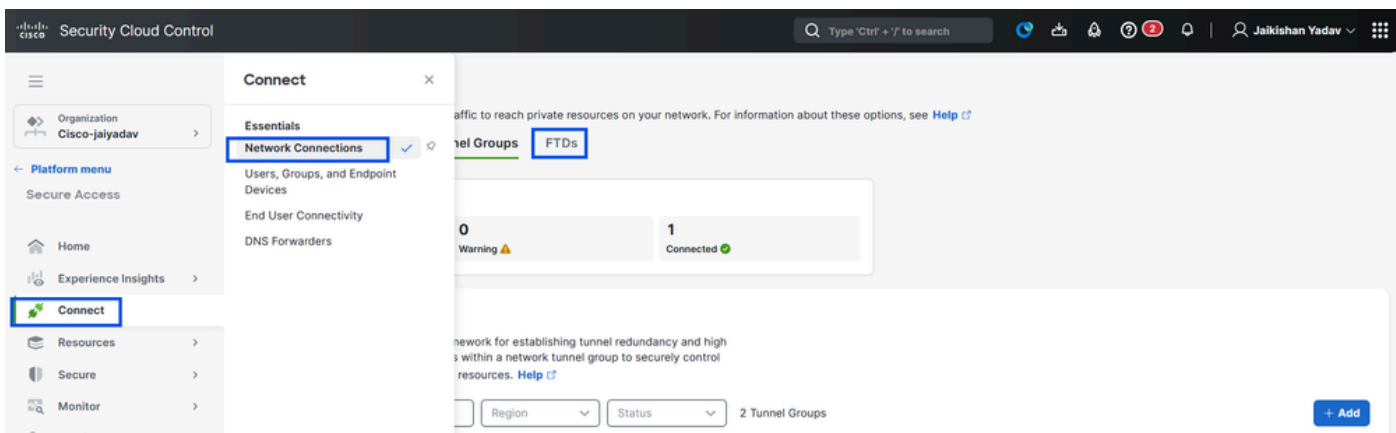 cisco Security Cloud Control
Type 'Ctrl' + '/' to search
2
Jaikishan Yadav
Organization
Cisco-jaiyadav
Platform menu
Secure Access
Home
Experience Insights
Connect
Resources
Secure
Monitor
Connect
Essentials
Network Connections
Users, Groups, and Endpoint
Devices
End User Connectivity
DNS Forwarders
affic to reach private resources on your network. For information about these options, see Help
nel Groups FTDs
0
Warning
1
Connected
nework for establishing tunnel redundancy and high
s within a network tunnel group to securely control
resources. Help
Region
Status
2 Tunnel Groups
+ Add